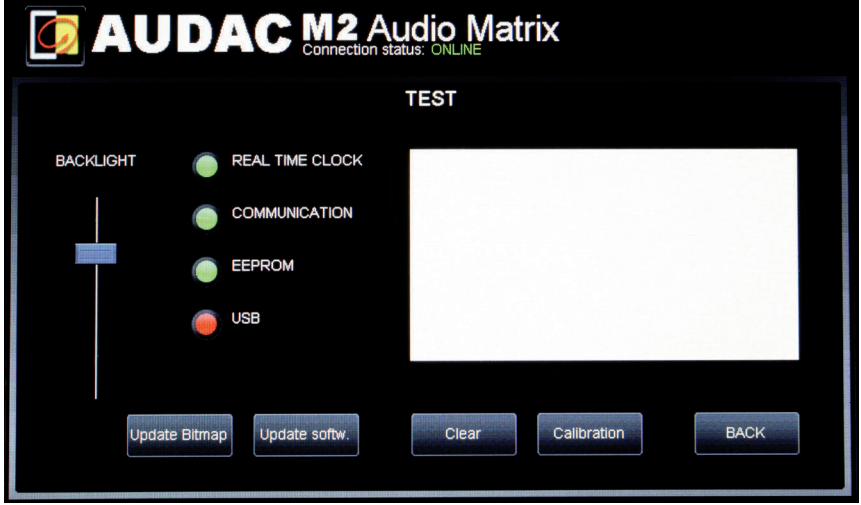 AUDAC M2 Audio Matrix
Connection status: ONLINE
TEST
BACKLIGHT
REAL TIME CLOCK
COMMUNICATION
EEPROM
USB
Update Bitmap
Update softw.
Clear
Calibration
BACK